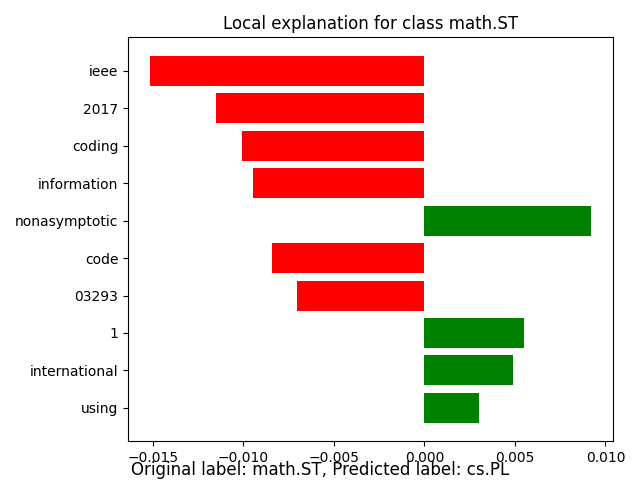 Local explanation for class math.ST
ieee
2017
coding
information
nonasymptotic
code
03293
1
international
using
−0.015 −0.010 −0.005 0.000 0.005 0.010
Original label: math.ST, Predicted label: cs.PL